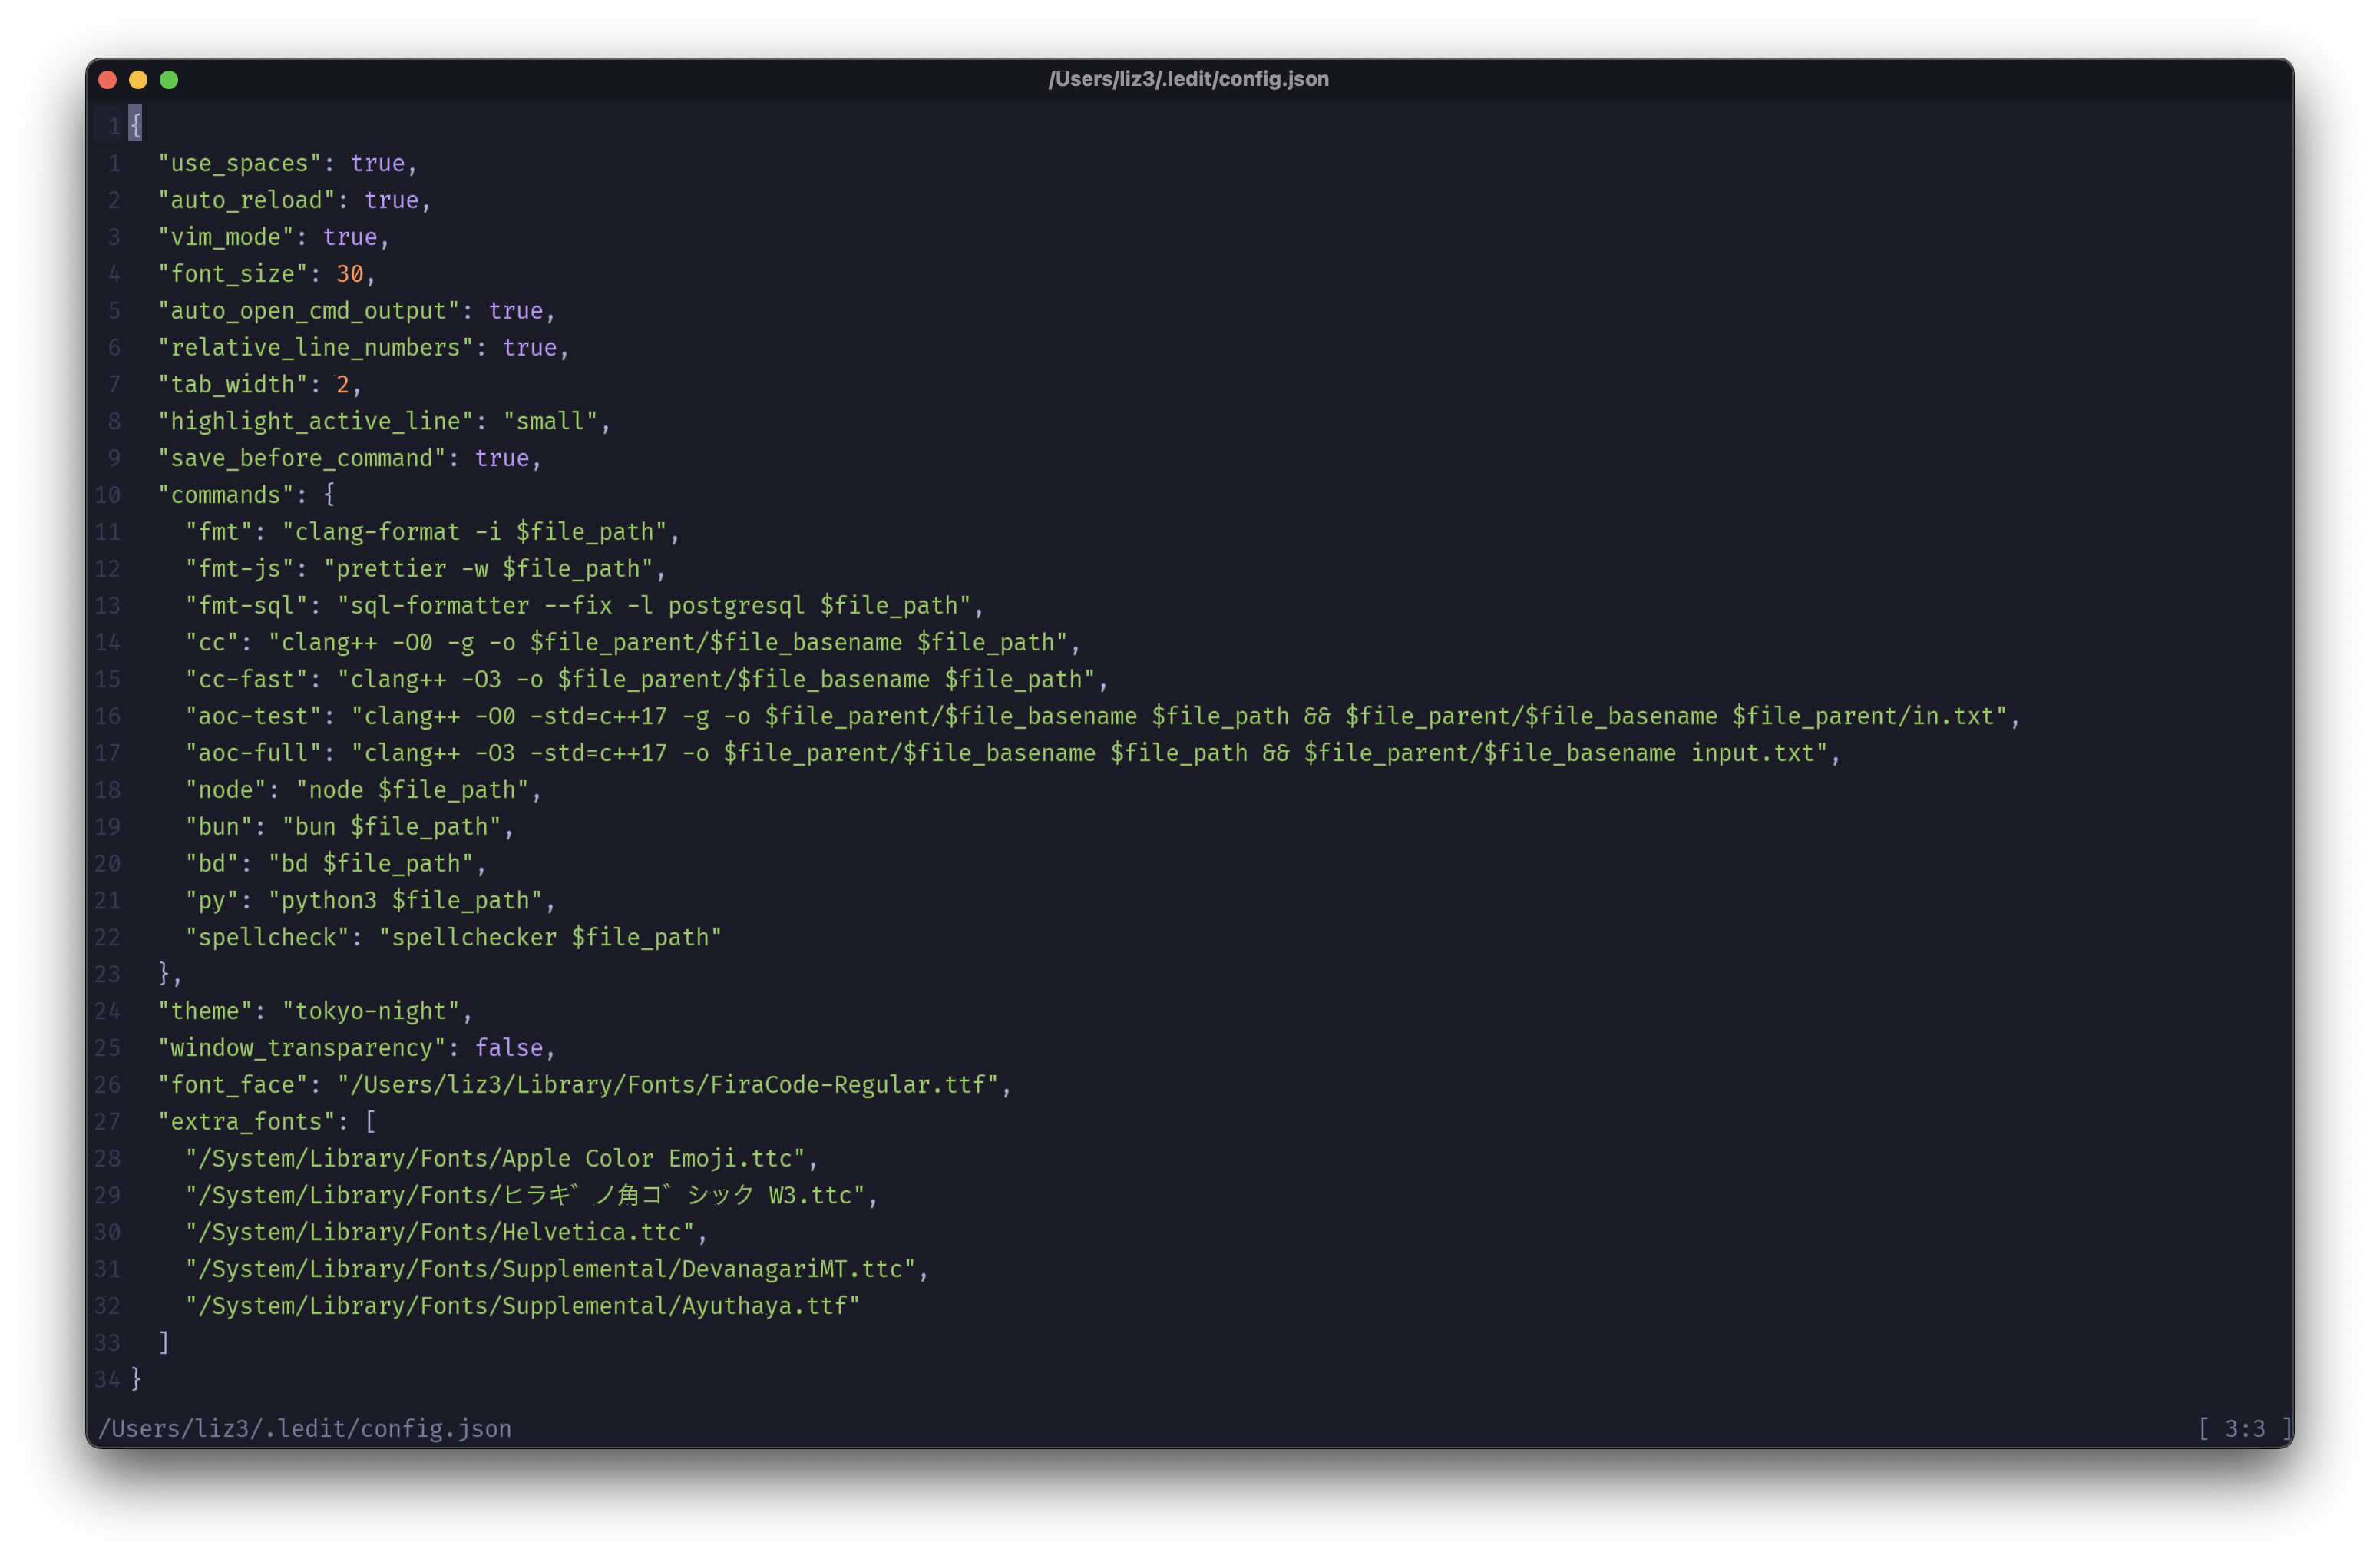 /Users/liz3/.ledit/config.json
1 {
1   "use_spaces": true,
2   "auto_reload": true,
3   "vim_mode": true,
4   "font_size": 30,
5   "auto_open_cmd_output": true,
6   "relative_line_numbers": true,
7   "tab_width": 2,
8   "highlight_active_line": "small",
9   "save_before_command": true,
10   "commands": {
11     "fmt": "clang-format -i $file_path",
12     "fmt-js": "prettier -w $file_path",
13     "fmt-sql": "sql-formatter --fix -l postgresql $file_path",
14     "cc": "clang++ -O0 -g -o $file_parent/$file_basename $file_path",
15     "cc-fast": "clang++ -O3 -o $file_parent/$file_basename $file_path",
16     "aoc-test": "clang++ -O0 -std=c++17 -g -o $file_parent/$file_basename $file_path && $file_parent/$file_basename $file_parent/in.txt",
17     "aoc-full": "clang++ -O3 -std=c++17 -o $file_parent/$file_basename $file_path && $file_parent/$file_basename input.txt",
18     "node": "node $file_path",
19     "bun": "bun $file_path",
20     "bd": "bd $file_path",
21     "py": "python3 $file_path",
22     "spellcheck": "spellchecker $file_path"
23   },
24   "theme": "tokyo-night",
25   "window_transparency": false,
26   "font_face": "/Users/liz3/Library/Fonts/FiraCode-Regular.ttf",
27   "extra_fonts": [
28     "/System/Library/Fonts/Apple Color Emoji.ttc",
29     "/System/Library/Fonts/ヒラギノ角ゴシック W3.ttc",
30     "/System/Library/Fonts/Helvetica.ttc",
31     "/System/Library/Fonts/Supplemental/DevanagariMT.ttc",
32     "/System/Library/Fonts/Supplemental/Ayuthaya.ttf"
33   ]
34 }
/Users/liz3/.ledit/config.json [ 3:3 ]